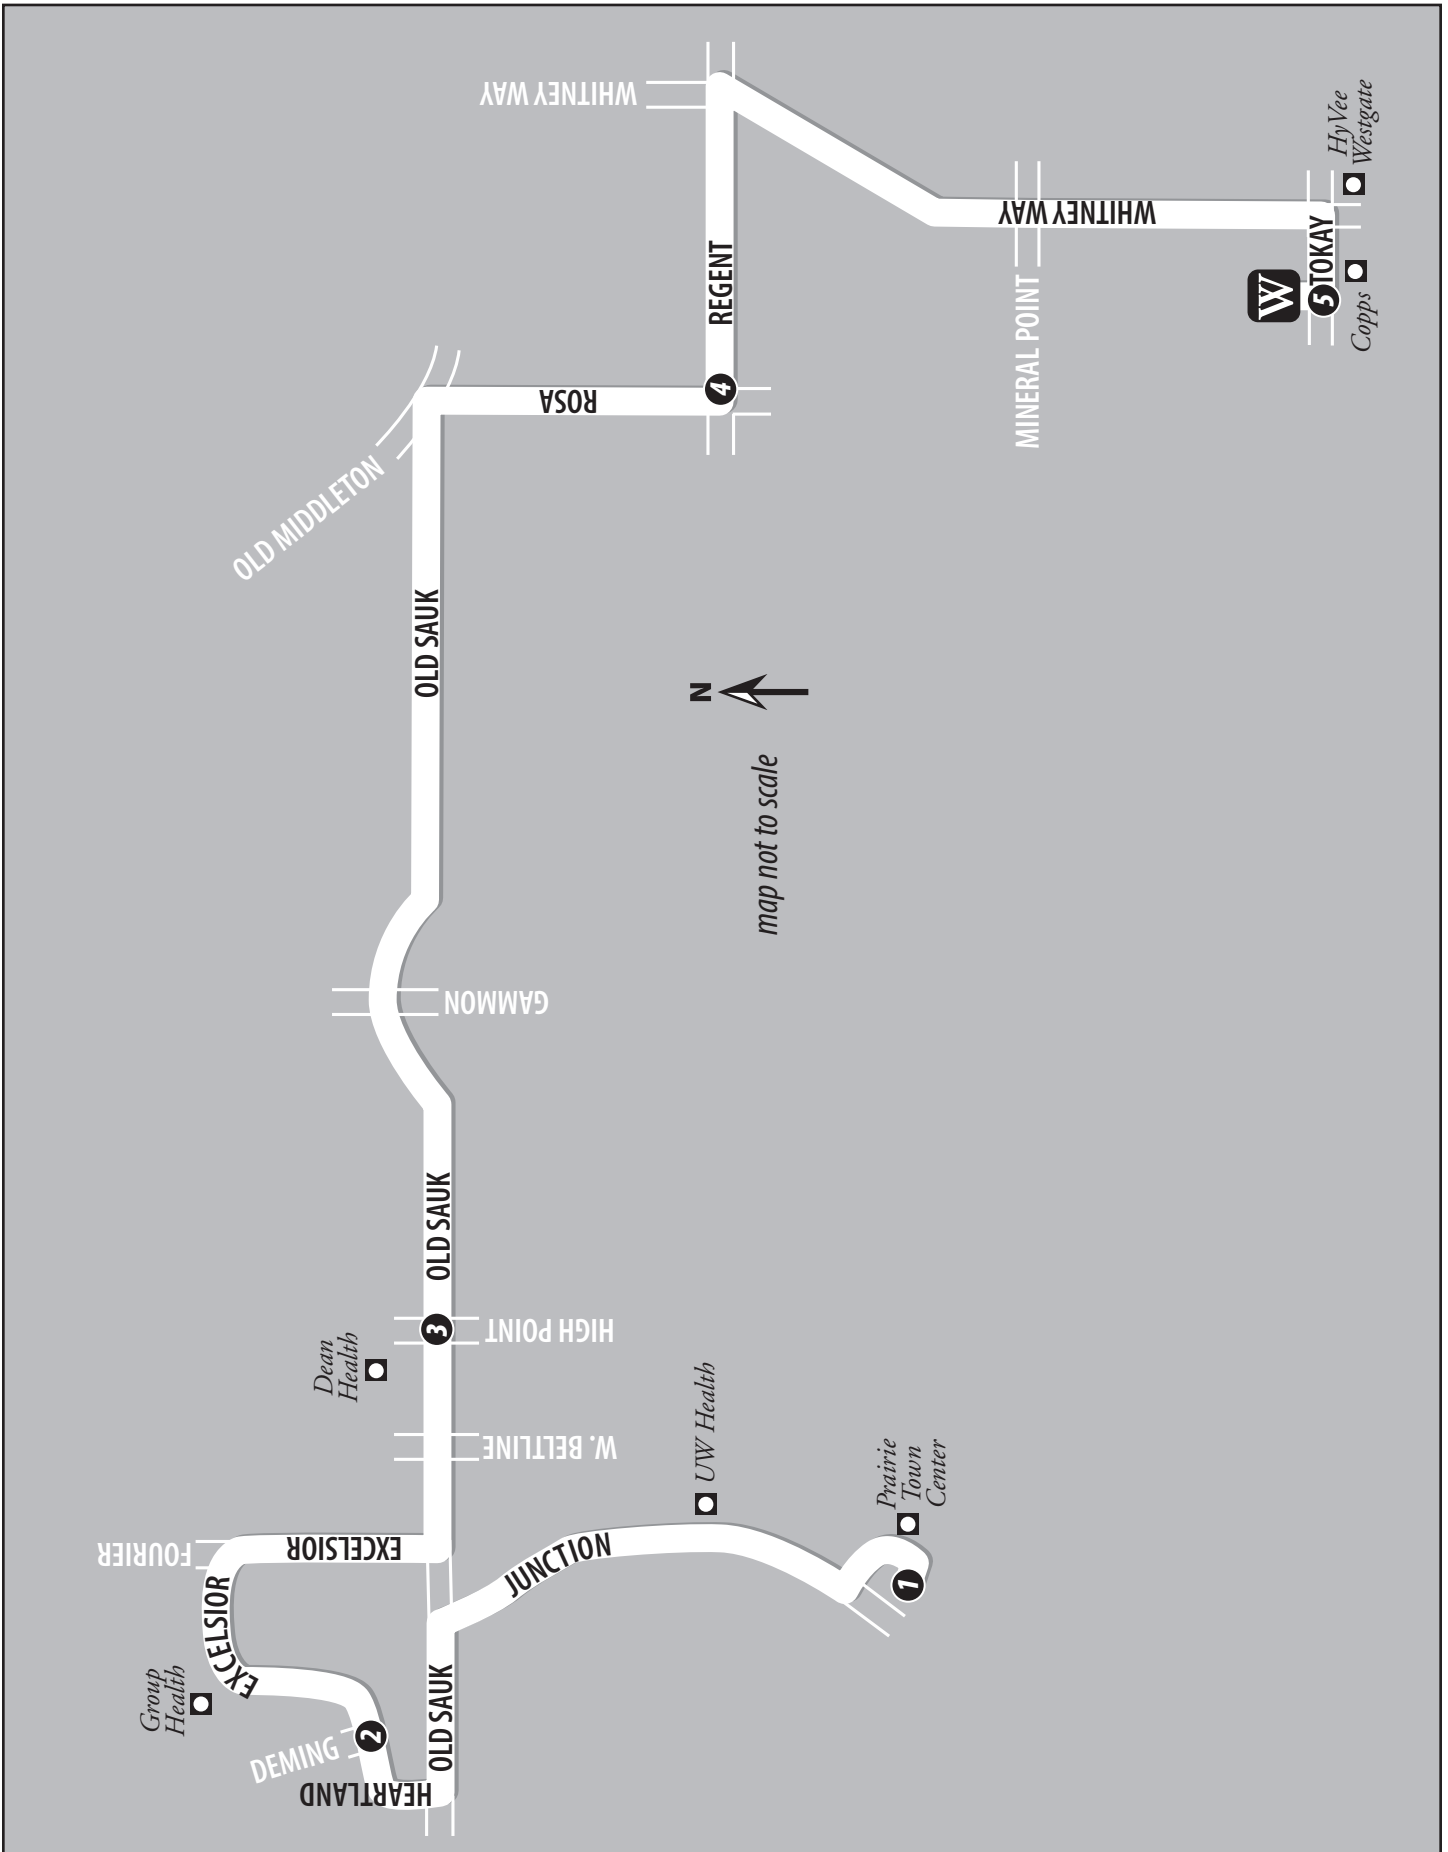 WHITNEY WAY
HyVee
Westgate
WHITNEY WAY
TOKAY
REGENT
W
5
Copps
MINERAL POINT
4
ROSA
OLD MIDDLETON
OLD SAUK
N
map not to scale
GAMMON
OLD SAUK
3
HIGH POINT
Dean
Health
W. BELTLINE
UW Health
Prairie
Town
Center
1
JUNCTION
FOURIER
EXCELSIOR
EXCELSIOR
Group
Health
DEMING
2
OLD SAUK
HEARTLAND